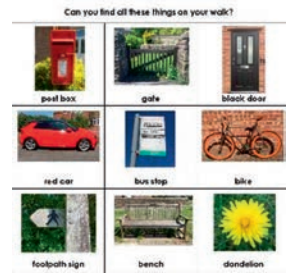 Can you find all these things on your walk?
post box
gate
black door
red car
bus stop
bike
footpath sign
bench
dandelion